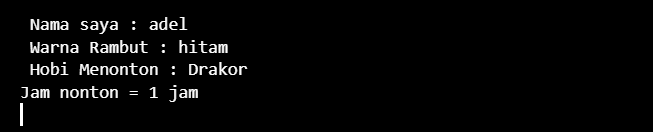 Nama saya : adel
Warna Rambut : hitam
Hobi Menonton : Drakor
Jam nonton = 1 jam